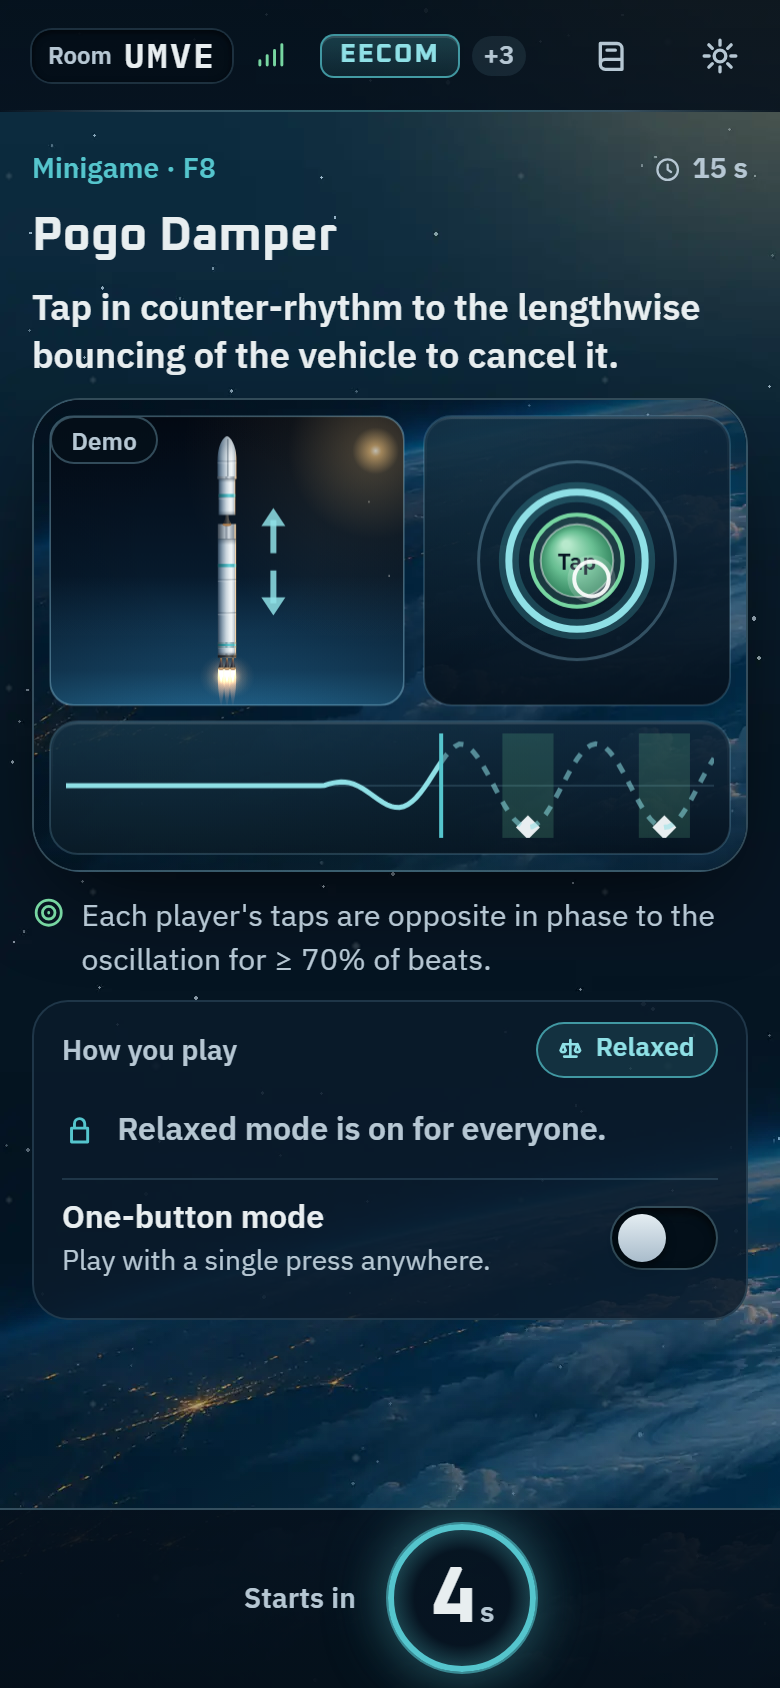 Room UMVE EECOM +3
Minigame · F8 15 s
Pogo Damper
Tap in counter-rhythm to the lengthwise
bouncing of the vehicle to cancel it.
Demo
Tap
Each player's taps are opposite in phase to the
oscillation for ≥ 70% of beats.
How you play Relaxed
Relaxed mode is on for everyone.
One-button mode
Play with a single press anywhere.
Starts in 4 s